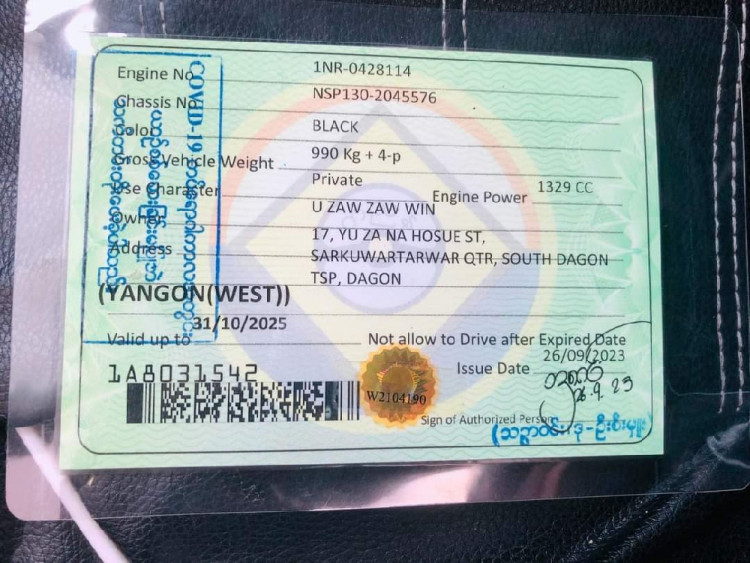 Engine No 1NR-0428114
Chassis No NSP130-2045576
Color BLACK
Gross Vehicle Weight 990 Kg + 4-p
Use Character Private
Engine Power 1329 CC
Owner U ZAW ZAW WIN
Address 17, YU ZA NA HOSUE ST,
SARKUWARTARWAR QTR, SOUTH DAGON
TSP, DAGON
(YANGON(WEST))
Valid up to 31/10/2025
Not allow to Drive after Expired Date
Issue Date 26/09/2023
1A8031542
W2104190
26.9.23
Sign of Authorized Person
COVID-19